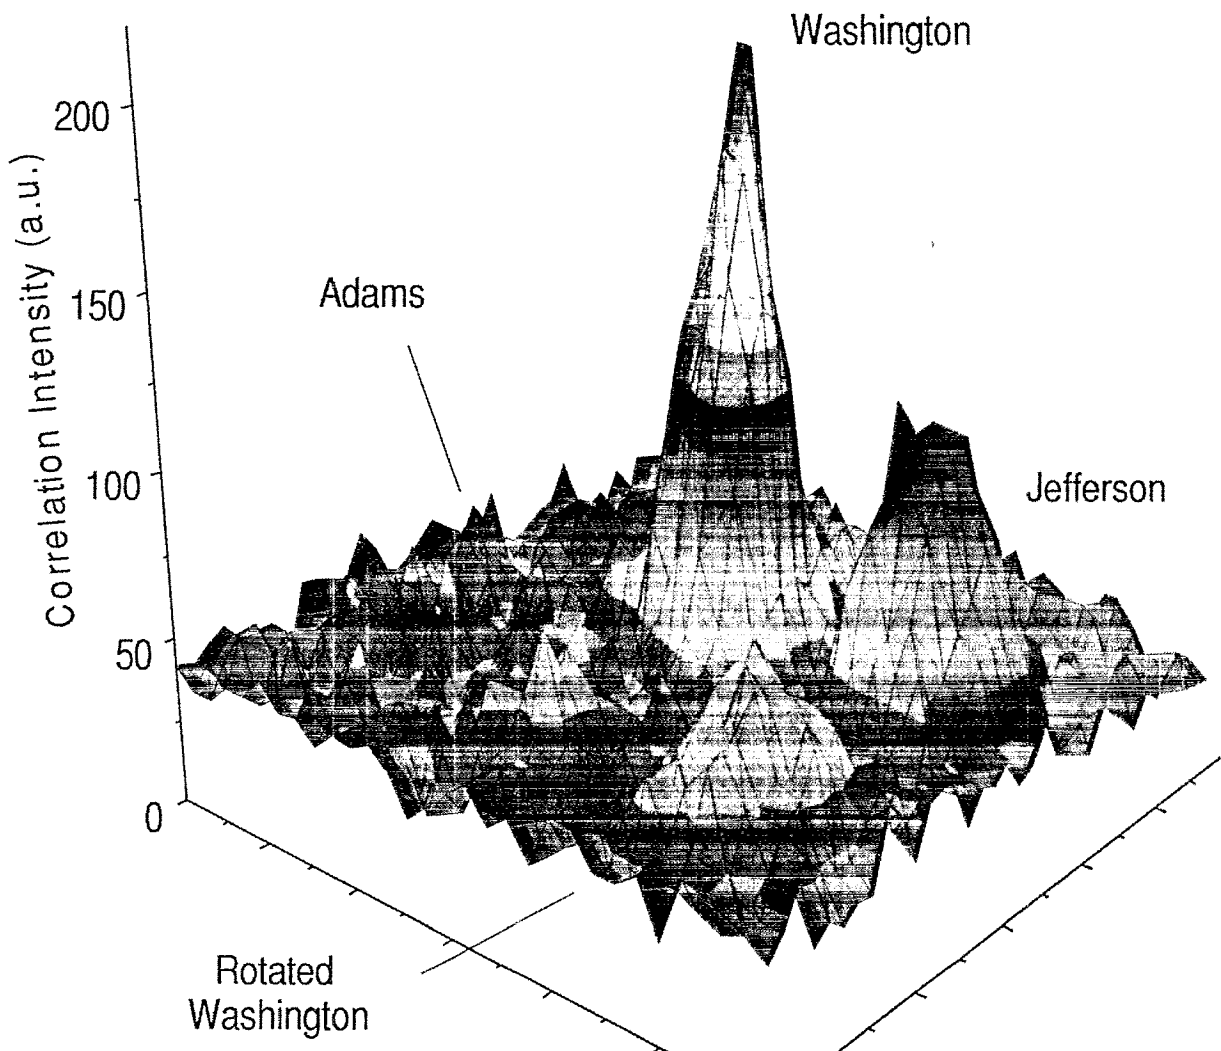 Washington
200
Correlation Intensity (a.u.)
Adams
150
100
Jefferson
50
0
Rotated
Washington